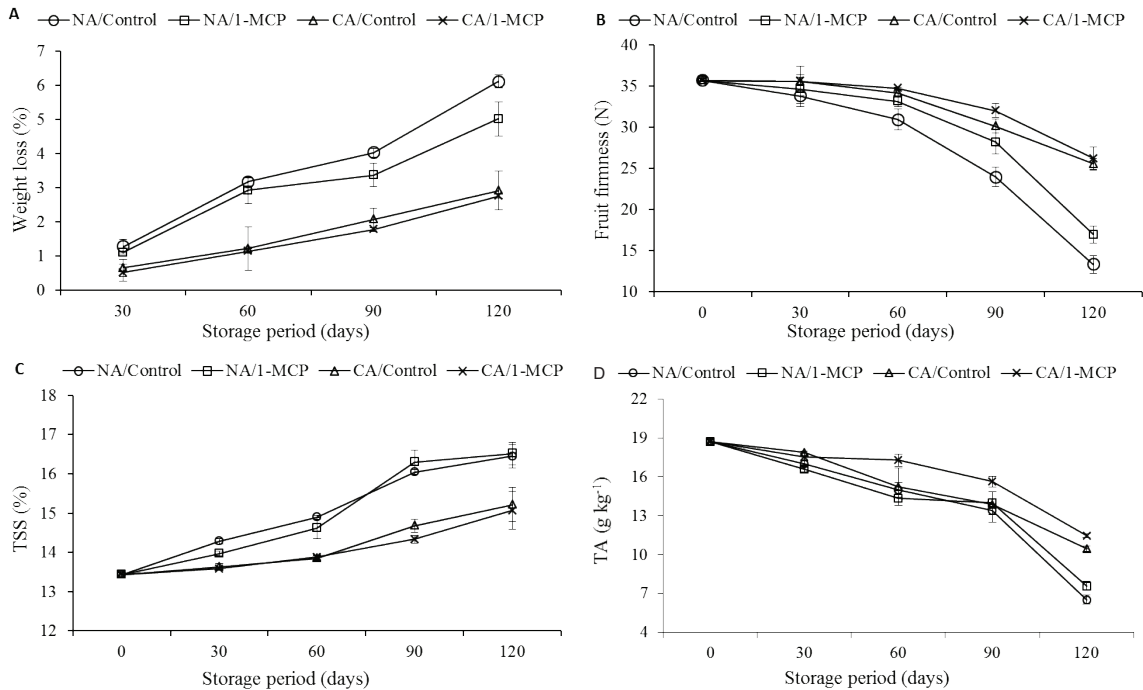 A
NA/Control NA/1-MCP CA/Control CA/1-MCP
Weight loss (%)
7
6
5
4
3
2
1
0
30 60 90 120
Storage period (days)
B
NA/Control NA/1-MCP CA/Control CA/1-MCP
Fruit firmness (N)
40
35
30
25
20
15
10
0 30 60 90 120
Storage period (days)
C
NA/Control NA/1-MCP CA/Control CA/1-MCP
TSS (%)
18
17
16
15
14
13
12
0 30 60 90 120
Storage period (days)
D
NA/Control NA/1-MCP CA/Control CA/1-MCP
TA (g kg⁻¹)
22
19
16
13
10
7
4
0 30 60 90 120
Storage period (days)